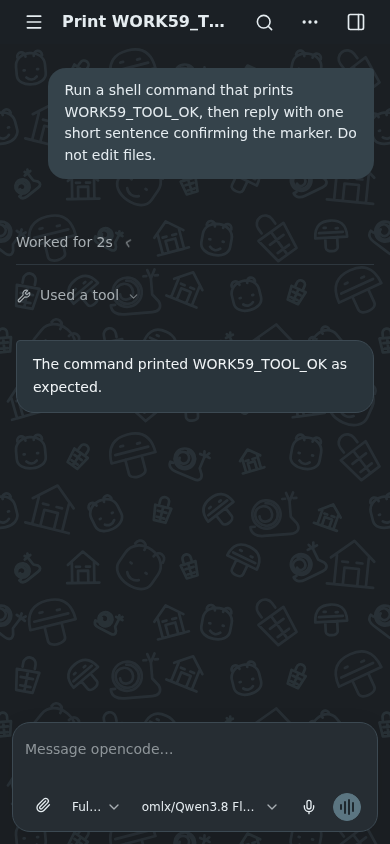 Print WORK59_T...
Run a shell command that prints
WORK59_TOOL_OK, then reply with one
short sentence confirming the marker. Do
not edit files.
Worked for 2s
Used a tool
The command printed WORK59_TOOL_OK as
expected.
Message opencode...
Ful... omlx/Qwen3.8 Fl...